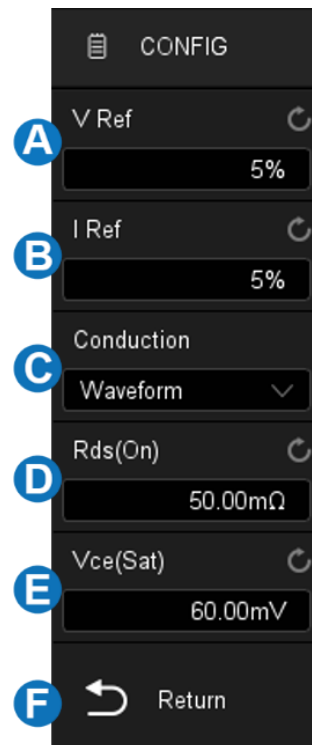 CONFIG
A
V Ref
5%
B
I Ref
5%
C
Conduction
Waveform
D
Rds(On)
50.00mΩ
E
Vce(Sat)
60.00mV
F
Return